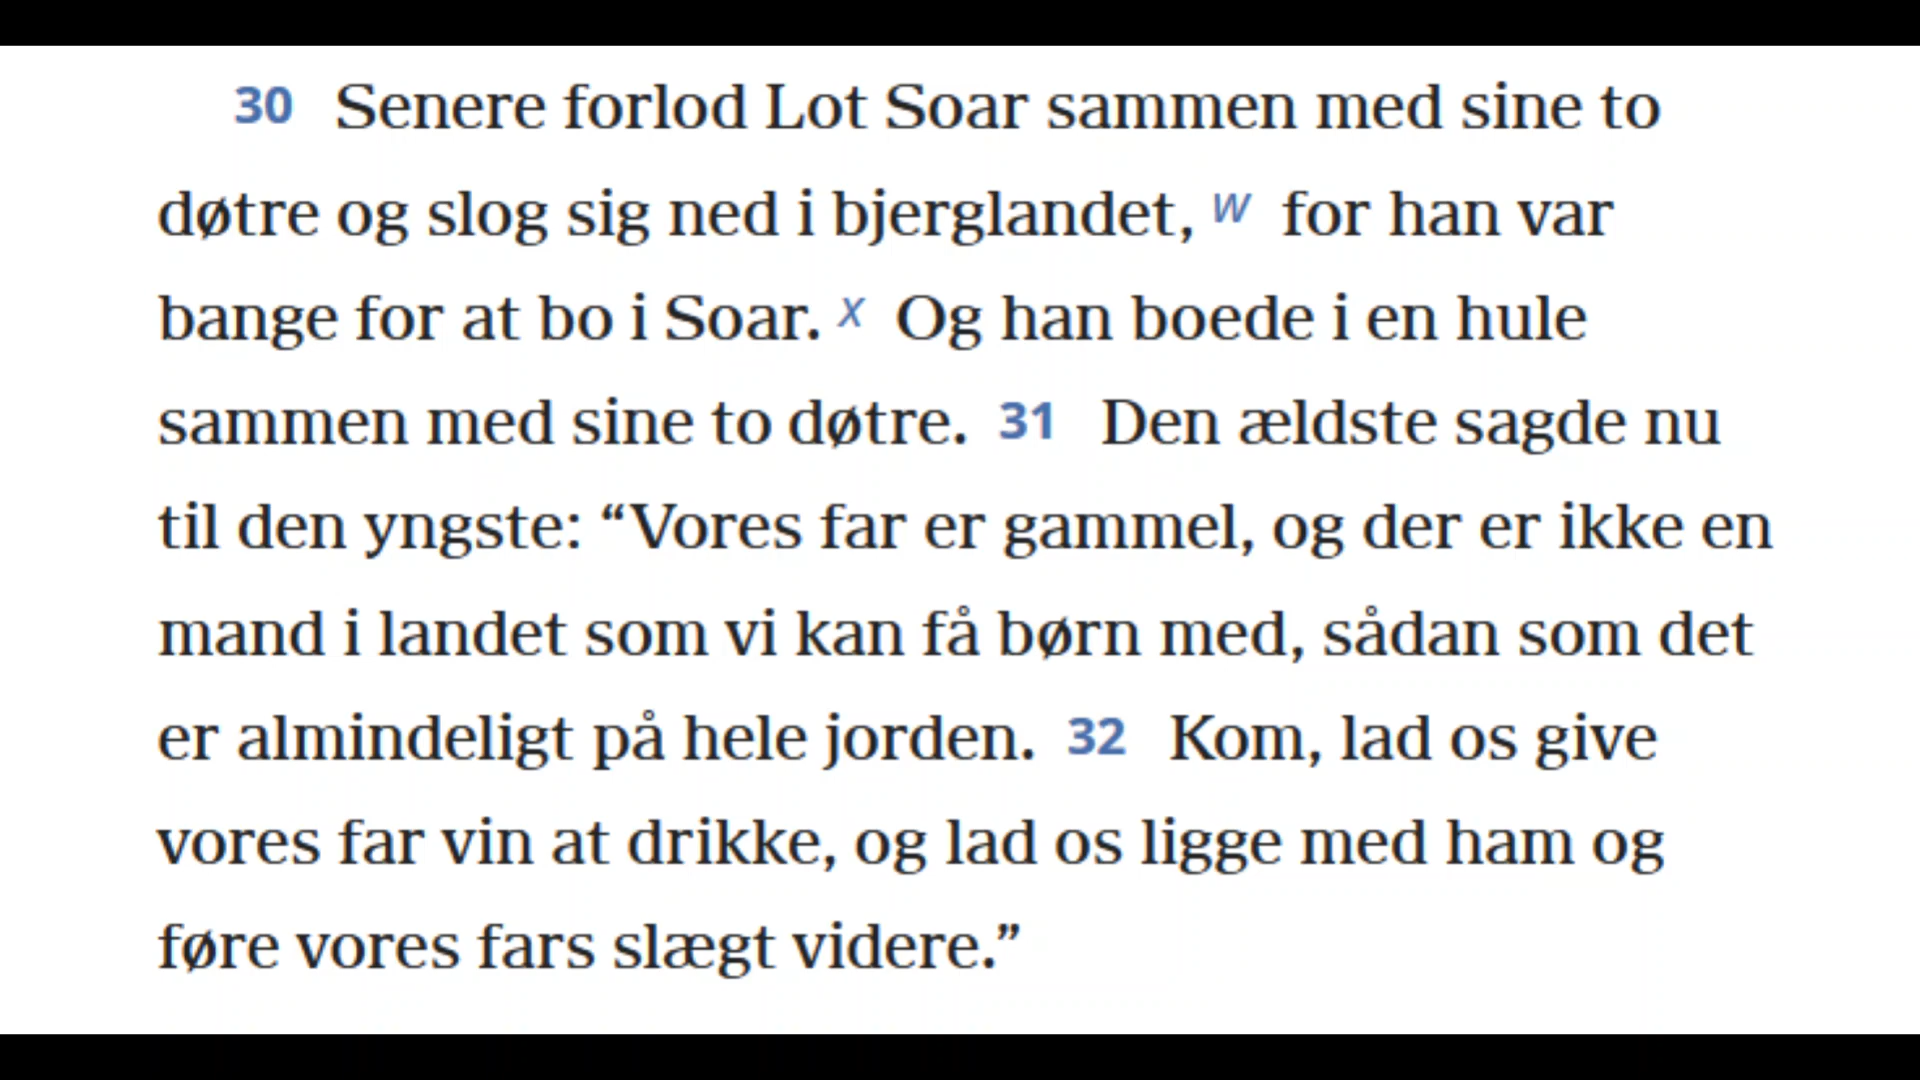 30 Senere forlod Lot Soar sammen med sine to
døtre og slog sig ned i bjerglandet, w for han var
bange for at bo i Soar. x Og han boede i en hule
sammen med sine to døtre. 31 Den ældste sagde nu
til den yngste: “Vores far er gammel, og der er ikke en
mand i landet som vi kan få børn med, sådan som det
er almindeligt på hele jorden. 32 Kom, lad os give
vores far vin at drikke, og lad os ligge med ham og
føre vores fars slægt videre.”